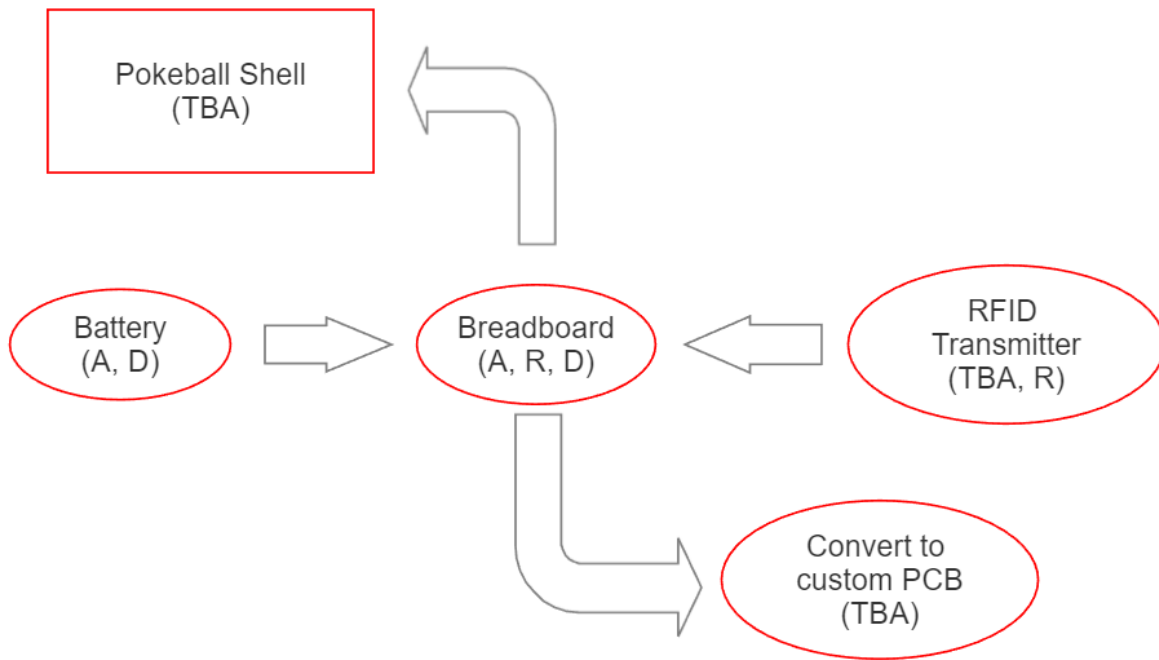 Pokeball Shell
(TBA)
Battery
(A, D)
Breadboard
(A, R, D)
RFID
Transmitter
(TBA, R)
Convert to
custom PCB
(TBA)